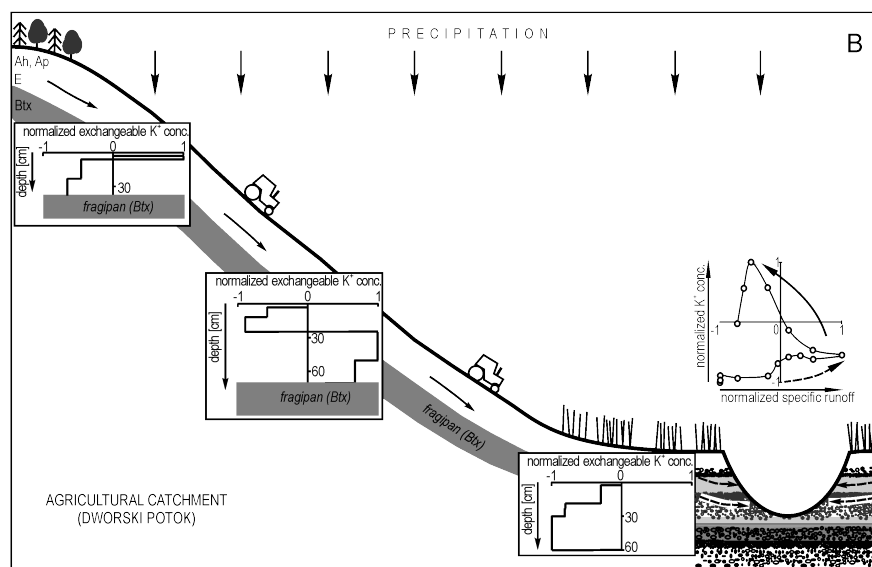 PRECIPITATION
B
Ah, Ap
E
Btx
normalized exchangeable K⁺ conc.
-1 0 1
depth [cm]
30
fragipan (Btx)
normalized exchangeable K⁺ conc.
-1 0 1
depth [cm]
30
60
fragipan (Btx)
fragipan (Btx)
normalized K⁺ conc.
1
-1 0 1
-1
normalized specific runoff
normalized exchangeable K⁺ conc.
-1 0 1
depth [cm]
30
60
AGRICULTURAL CATCHMENT
(DWORSKI POTOK)